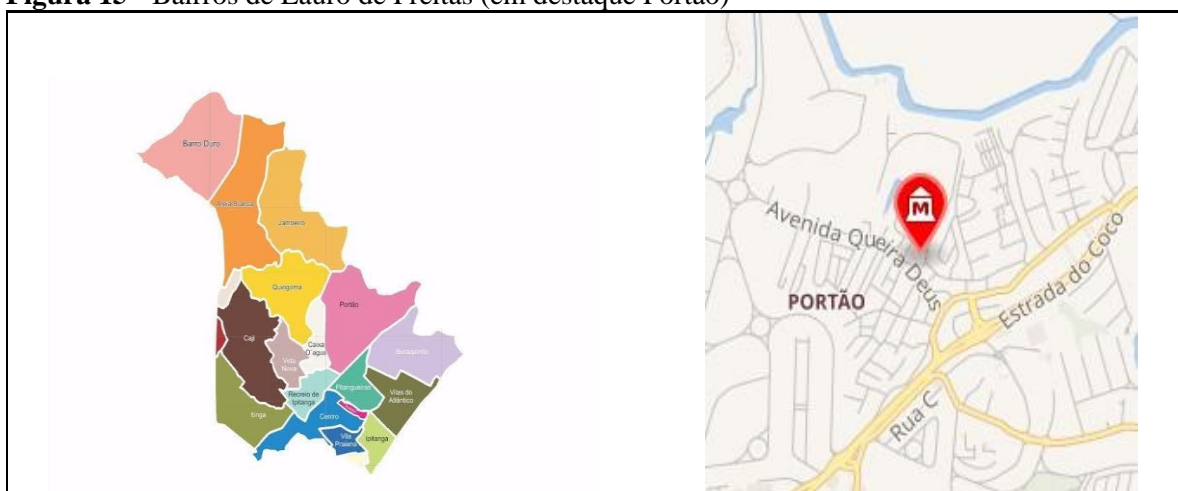 Figura 15 - Bairros de Lauro de Freitas (em destaque Portão)
Barro Duro
Areia Branca
Jambeiro
Quingoma
Portão
Caji
Caixa
D'agua
Vida
Nova
Buraquinho
Pitangueiras
Recreio de
Ipitanga
Vilas do
Atlântico
Itinga
Centro
Vila
Praiana
Ipitanga
M
Avenida Queira Deus
PORTÃO
Estrada do Coco
Rua C